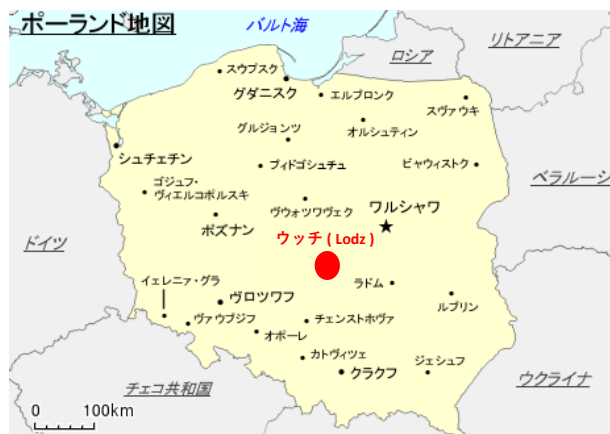 ポーランド地図
バルト海
リトアニア
ロシア
スウプスク
グダニスク
エルブロンク
スヴァウキ
グルジョンツ
オルシュティン
シュチェチン
ブィドゴシュチュ
ビャウィストク
ベラルーシ
ゴジュフ・
ヴィエルコポルスキ
ヴウォツワヴェク
ワルシャワ
ポズナン
ウッチ ( Lodz )
ドイツ
イェレニァ・グラ
ラドム
ルブリン
ヴロツワフ
ヴァウブジフ
チェンストホヴァ
オポーレ
カトヴィツェ
クラクフ
ジェシュフ
チェコ共和国
ウクライナ
0 100km